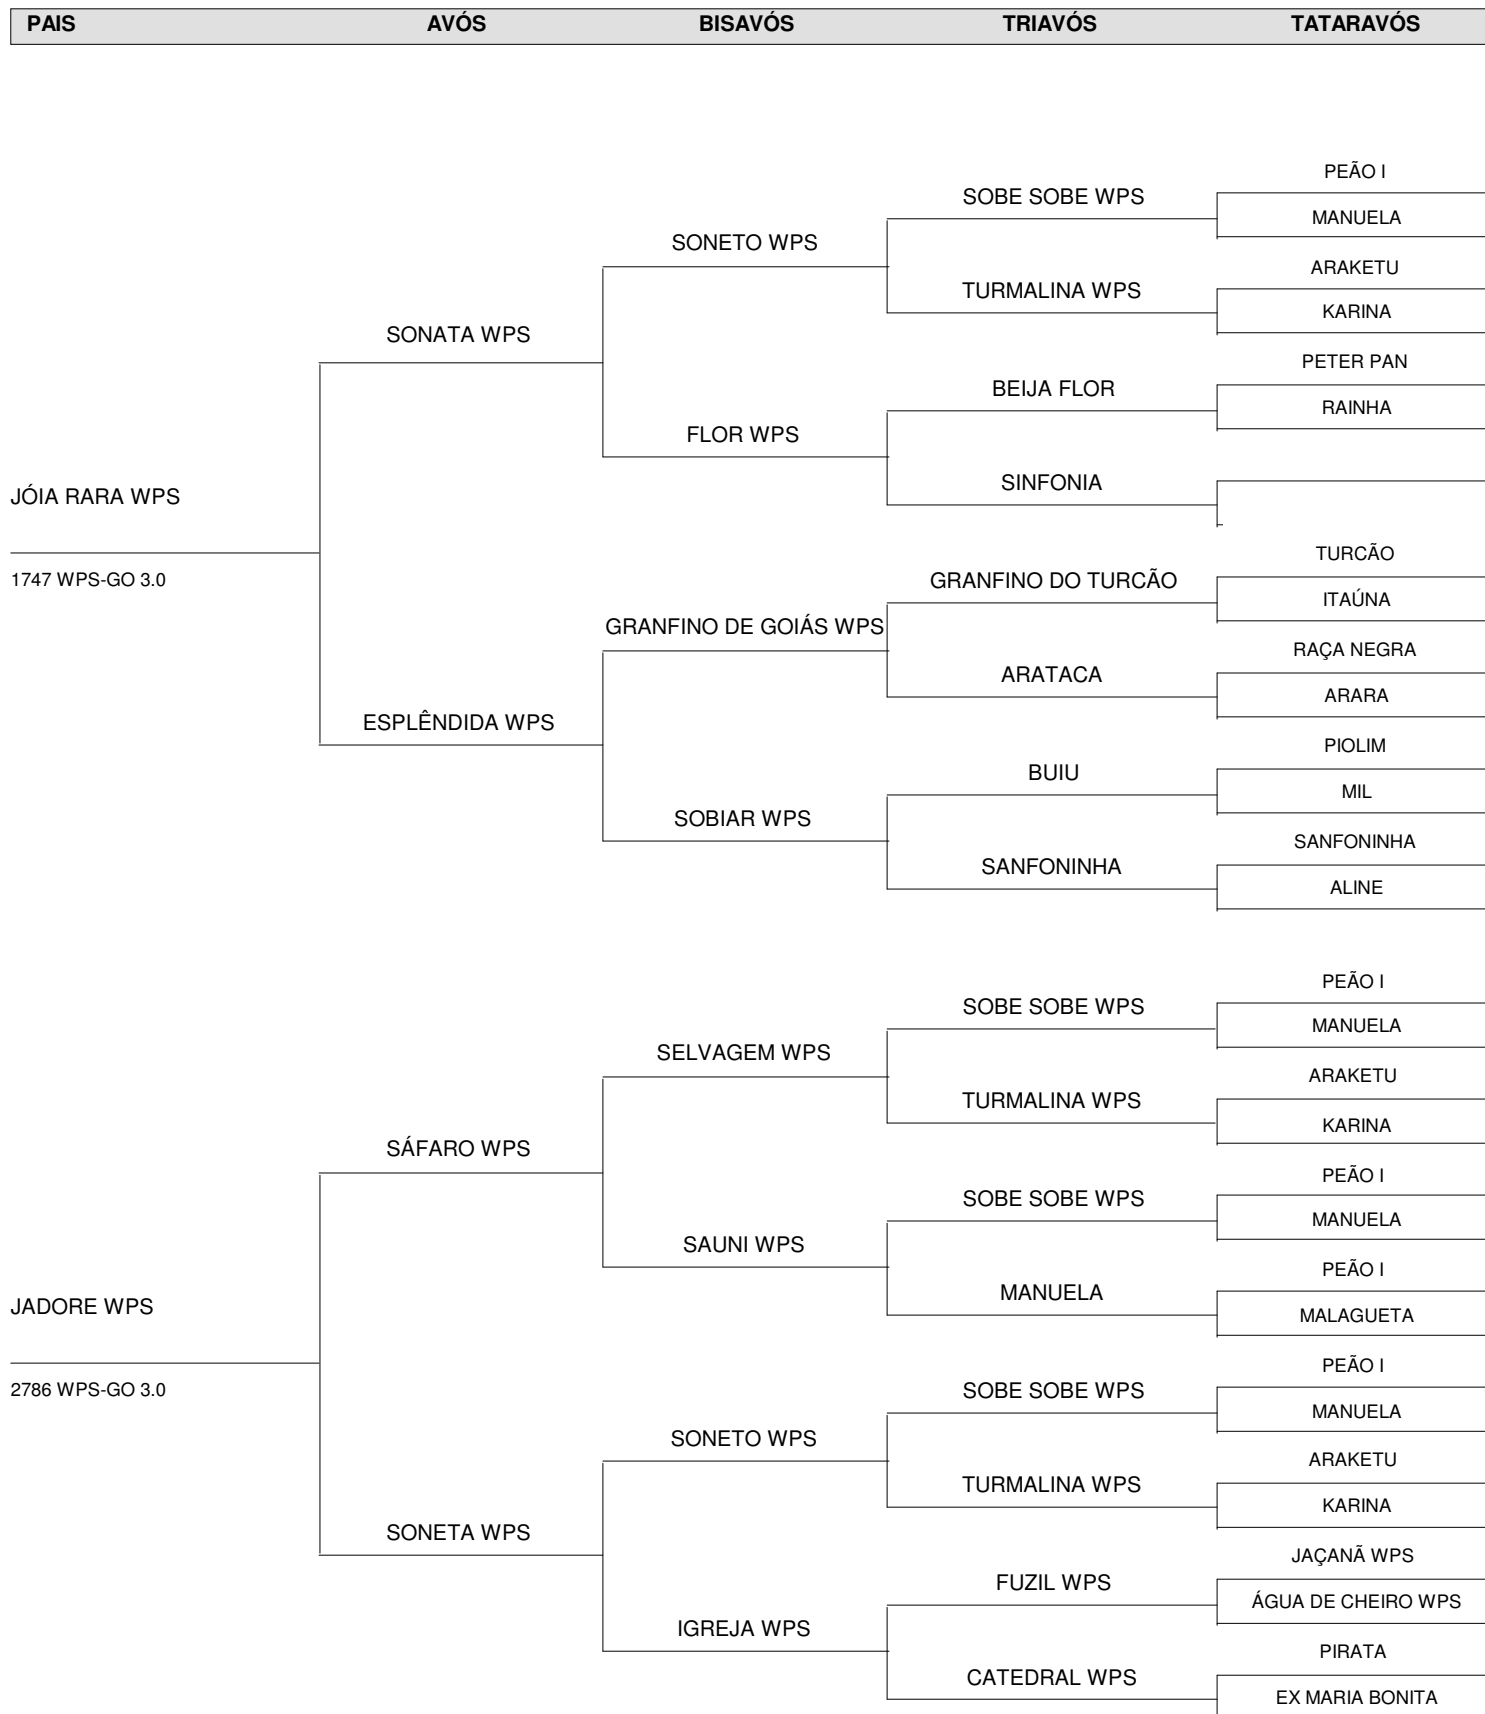 PAIS AVÓS BISAVÓS TRIAVÓS TATARAVÓS
PEÃO I
SOBE SOBE WPS
MANUELA
SONETO WPS
ARAKETU
TURMALINA WPS
KARINA
SONATA WPS
PETER PAN
BEIJA FLOR
RAINHA
FLOR WPS
SINFONIA
JÓIA RARA WPS
TURCÃO
1747 WPS-GO 3.0
GRANFINO DO TURCÃO
ITAÚNA
GRANFINO DE GOIÁS WPS
RAÇA NEGRA
ARATACA
ARARA
ESPLÊNDIDA WPS
PIOLIM
BUIU
MIL
SOBIAR WPS
SANFONINHA
SANFONINHA
ALINE
PEÃO I
SOBE SOBE WPS
MANUELA
SELVAGEM WPS
ARAKETU
TURMALINA WPS
KARINA
SÁFARO WPS
PEÃO I
SOBE SOBE WPS
MANUELA
SAUNI WPS
PEÃO I
MANUELA
JADORE WPS
MALAGUETA
PEÃO I
2786 WPS-GO 3.0
SOBE SOBE WPS
MANUELA
SONETO WPS
ARAKETU
TURMALINA WPS
KARINA
SONETA WPS
JAÇANÃ WPS
FUZIL WPS
ÁGUA DE CHEIRO WPS
IGREJA WPS
PIRATA
CATEDRAL WPS
EX MARIA BONITA